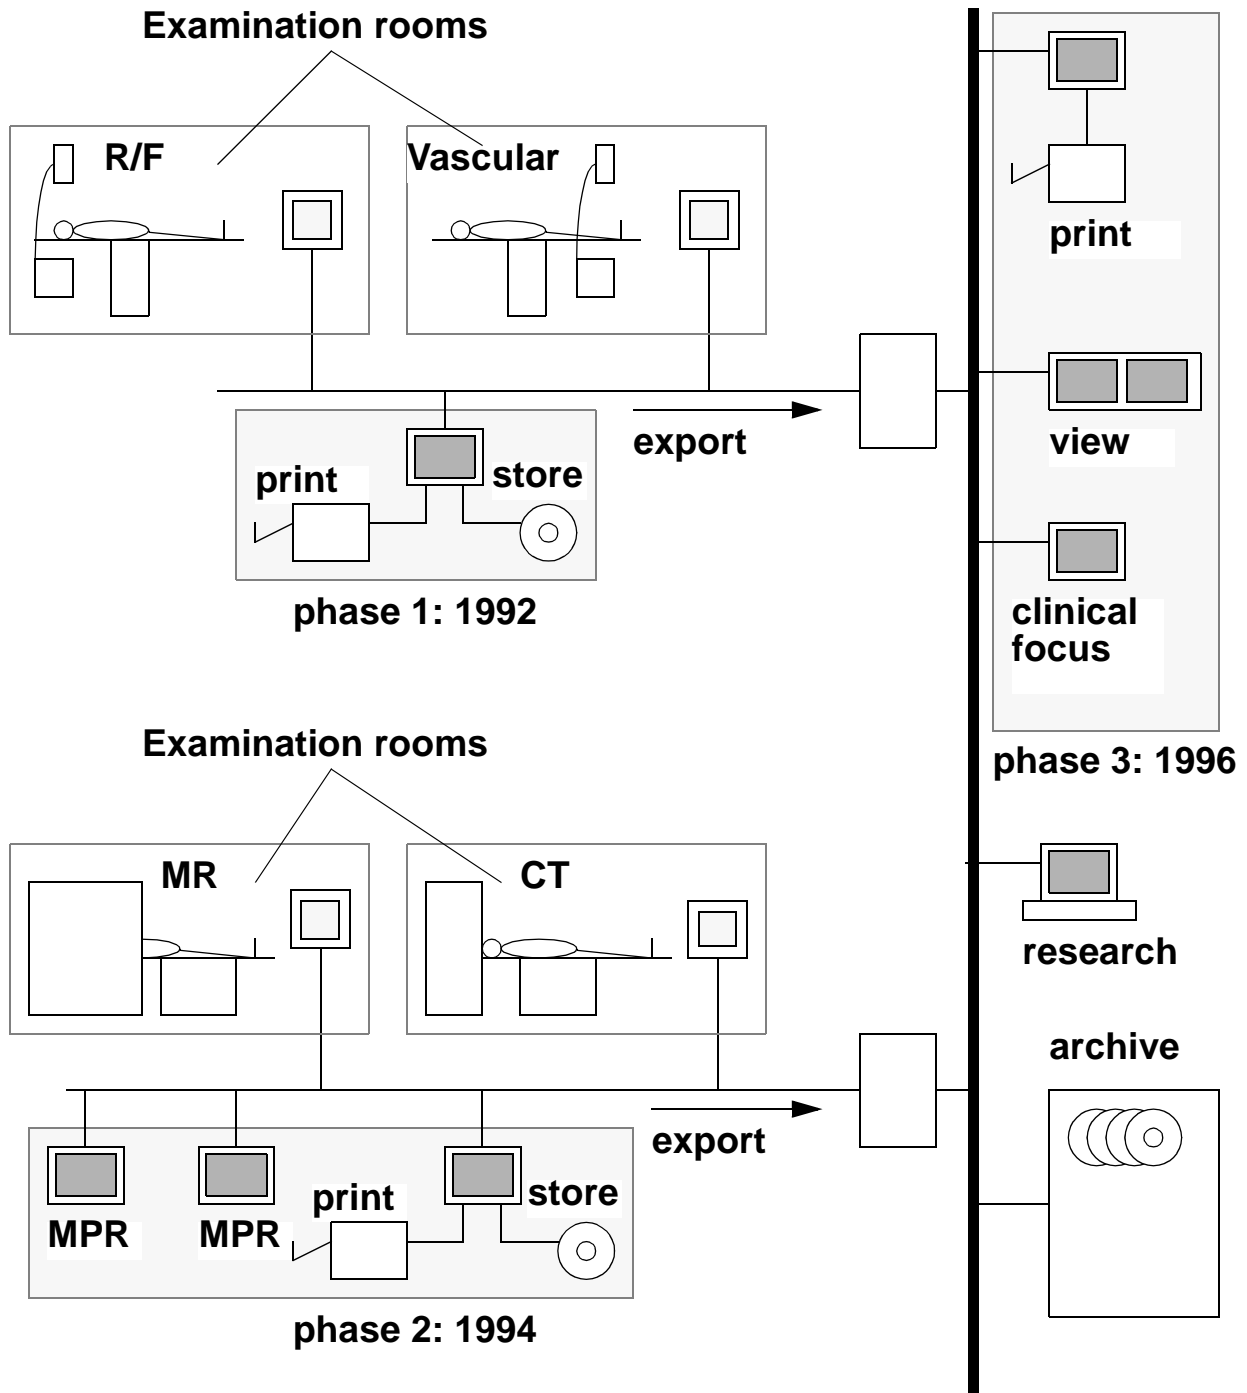 Examination rooms
R/F
Vascular
print
export
view
print
store
clinical
focus
phase 1: 1992
Examination rooms
phase 3: 1996
MR
CT
research
archive
export
print
store
MPR
MPR
phase 2: 1994